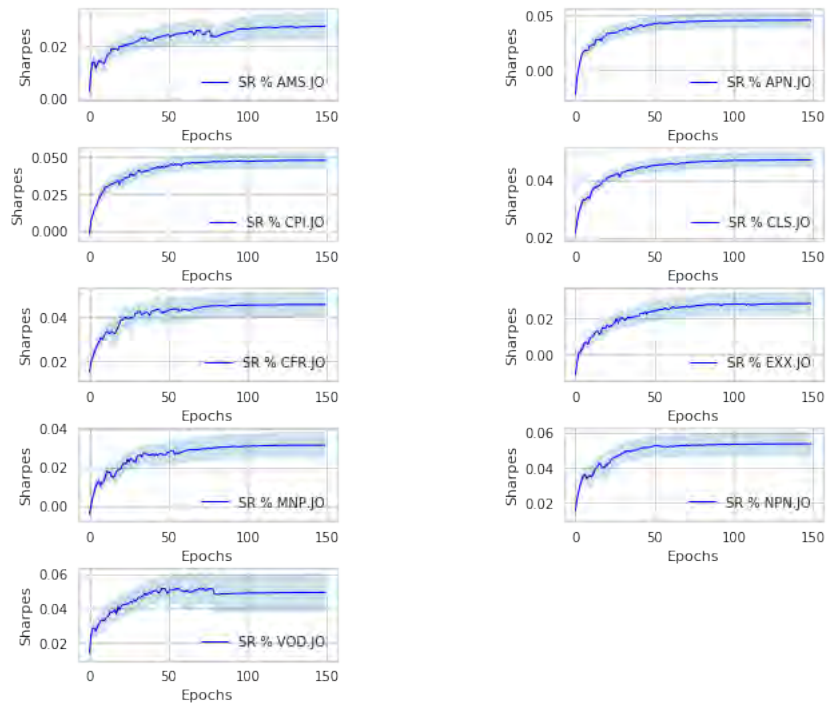 Sharpes
0.02
0.00
SR % AMS.JO
0 50 100 150
Epochs
Sharpes
0.05
0.00
SR % APN.JO
0 50 100 150
Epochs
Sharpes
0.050
0.025
0.000
SR % CPI.JO
0 50 100 150
Epochs
Sharpes
0.04
0.02
SR % CLS.JO
0 50 100 150
Epochs
Sharpes
0.04
0.02
SR % CFR.JO
0 50 100 150
Epochs
Sharpes
0.02
0.00
SR % EXX.JO
0 50 100 150
Epochs
Sharpes
0.04
0.02
0.00
SR % MNP.JO
0 50 100 150
Epochs
Sharpes
0.06
0.04
0.02
SR % NPN.JO
0 50 100 150
Epochs
Sharpes
0.06
0.04
0.02
SR % VOD.JO
0 50 100 150
Epochs